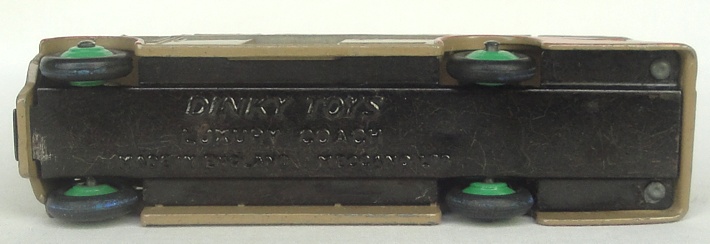 DINKY TOYS
LUXURY COACH
MADE IN ENGLAND MECCANO LTD